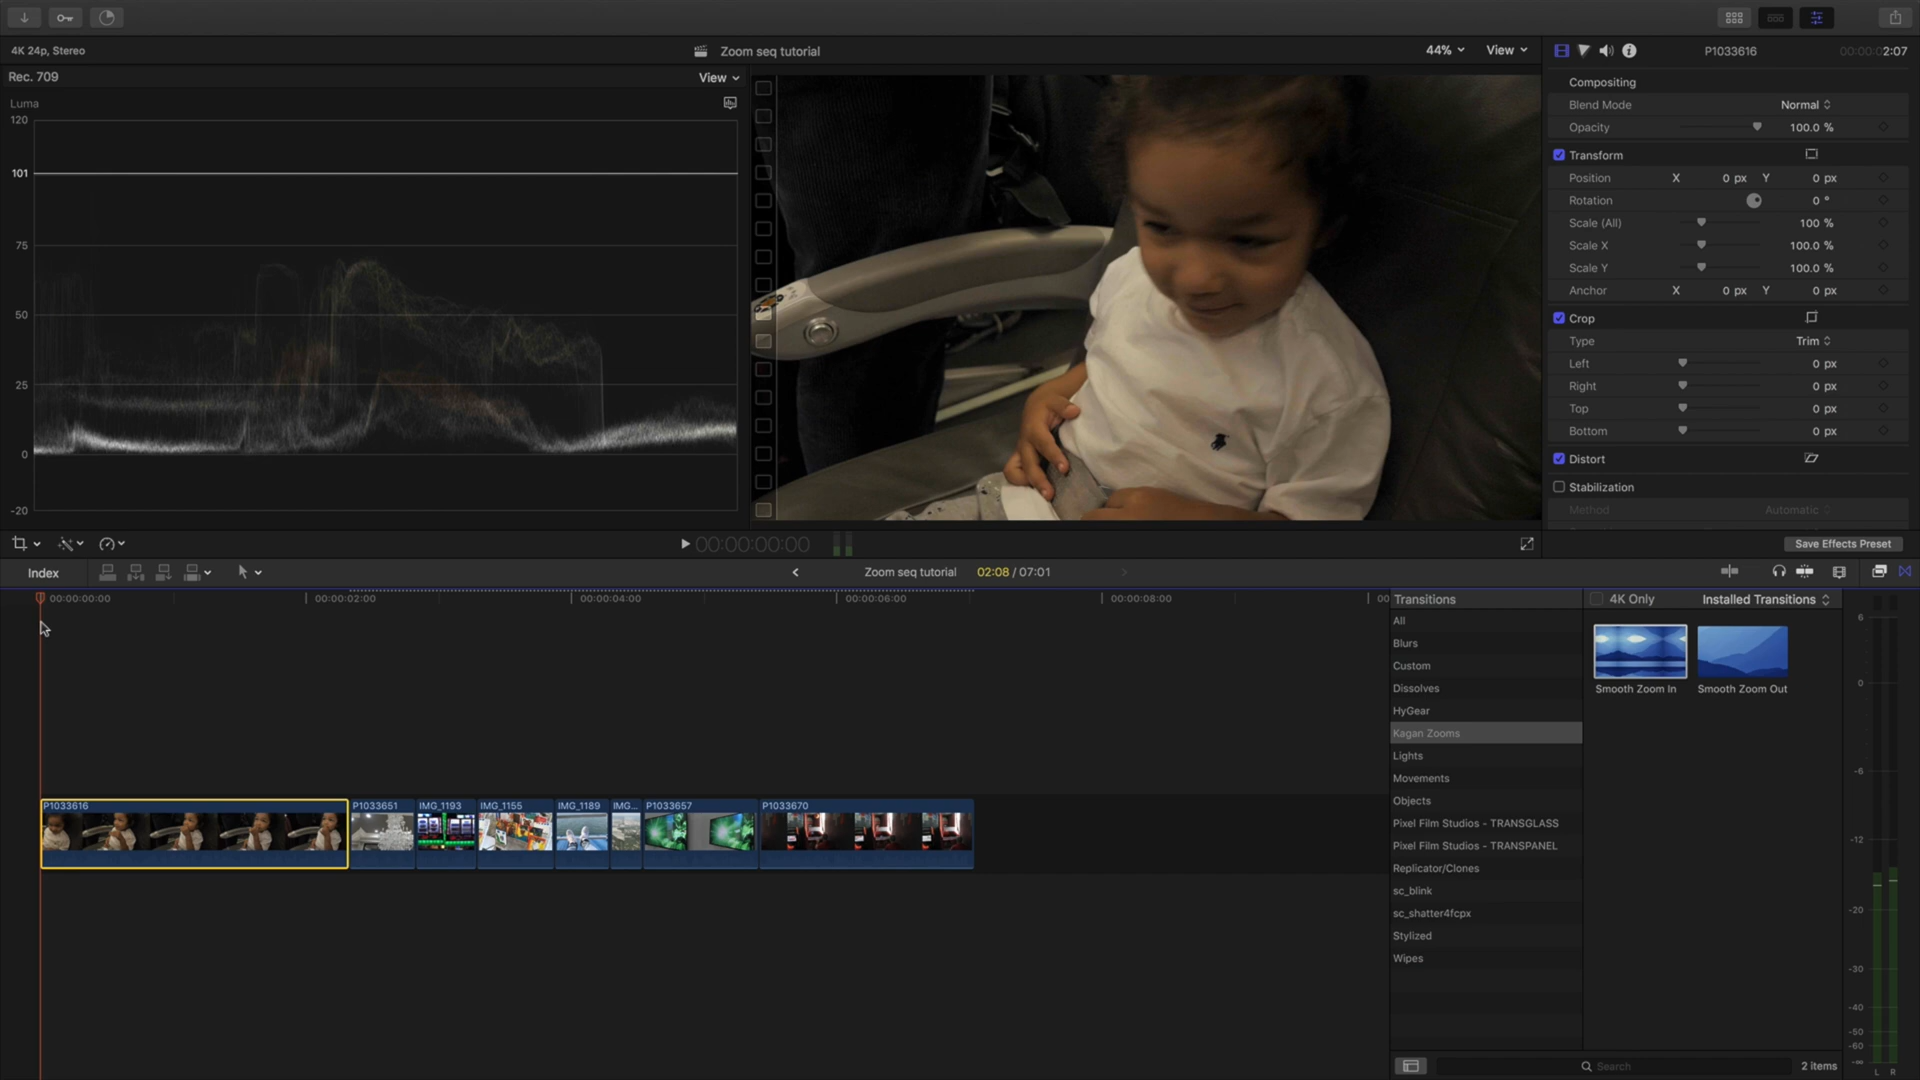 4K 24p, Stereo
Zoom seq tutorial
44%
View
P1033616
00:00:02:07
Rec. 709
View
Luma
120
101
75
50
25
0
-20
Compositing
Blend Mode Normal
Opacity 100.0 %
Transform
Position X 0 px Y 0 px
Rotation 0 °
Scale (All) 100 %
Scale X 100.0 %
Scale Y 100.0 %
Anchor X 0 px Y 0 px
Crop
Type Trim
Left 0 px
Right 0 px
Top 0 px
Bottom 0 px
Distort
Stabilization
Method Automatic
00:00:00:00
Save Effects Preset
Index
Zoom seq tutorial 02:08 / 07:01
00:00:00:00 00:00:02:00 00:00:04:00 00:00:06:00 00:00:08:00 00
P1033616 P1033651 IMG_1193 IMG_1155 IMG_1189 IMG... P1033657 P1033670
Transitions
4K Only
Installed Transitions
All
Blurs
Custom
Dissolves
HyGear
Kagan Zooms
Lights
Movements
Objects
Pixel Film Studios - TRANSGLASS
Pixel Film Studios - TRANSPANEL
Replicator/Clones
sc_blink
sc_shatter4fcpx
Stylized
Wipes
Smooth Zoom In Smooth Zoom Out
Search
2 items
6
0
-6
-12
-20
-30
-40
-50
-60
-∞
L R